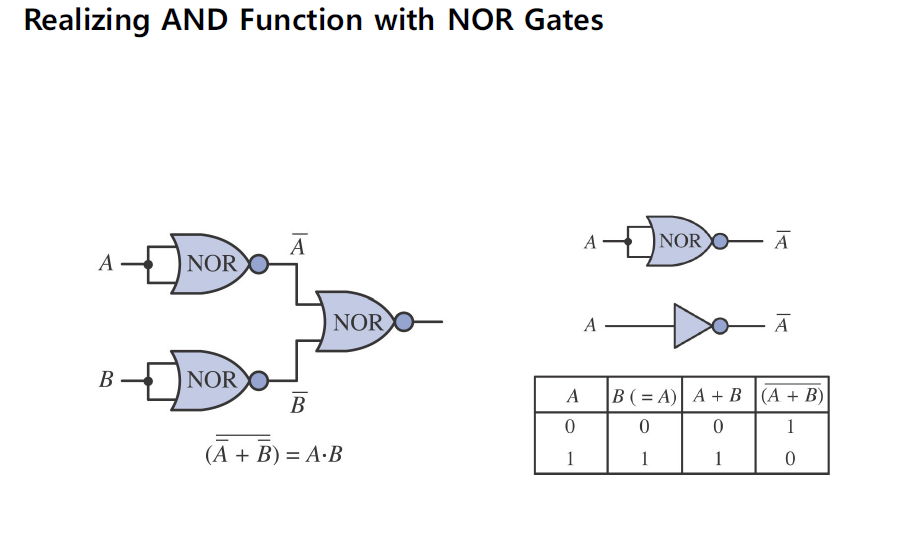 Realizing AND Function with NOR Gates
A
NOR
A̅
NOR
B
NOR
B̅
(A̿ + B̿) = A·B
A
NOR
A̅
A
A̅
A B ( = A) A + B (A + B)̅
0 0 0 1
1 1 1 0